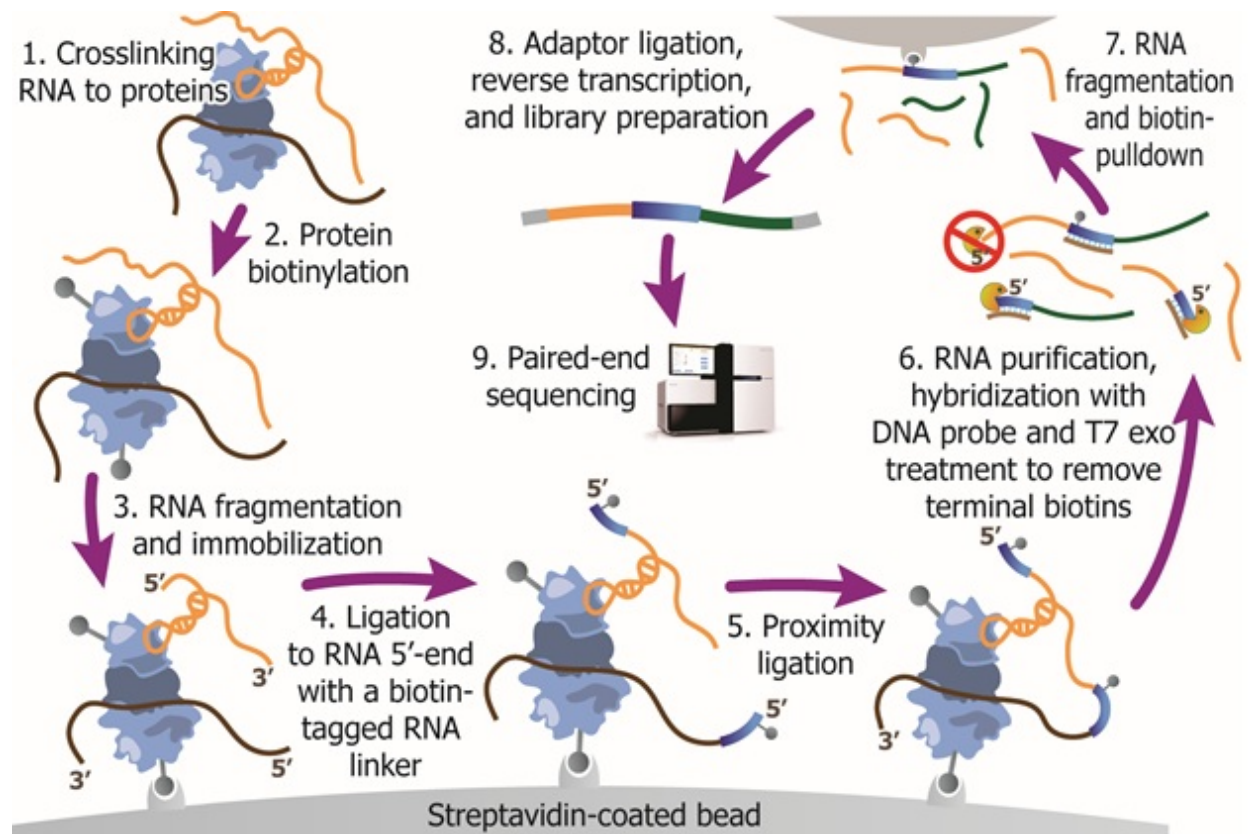 1. Crosslinking
RNA to proteins
2. Protein
biotinylation
3. RNA fragmentation
and immobilization
5′
3′
3′
5′
4. Ligation
to RNA 5′-end
with a biotin-
tagged RNA
linker
5′
5′
5. Proximity
ligation
5′
3′
Streptavidin-coated bead
6. RNA purification,
hybridization with
DNA probe and T7 exo
treatment to remove
terminal biotins
5′
5′
5′
7. RNA
fragmentation
and biotin-
pulldown
8. Adaptor ligation,
reverse transcription,
and library preparation
9. Paired-end
sequencing